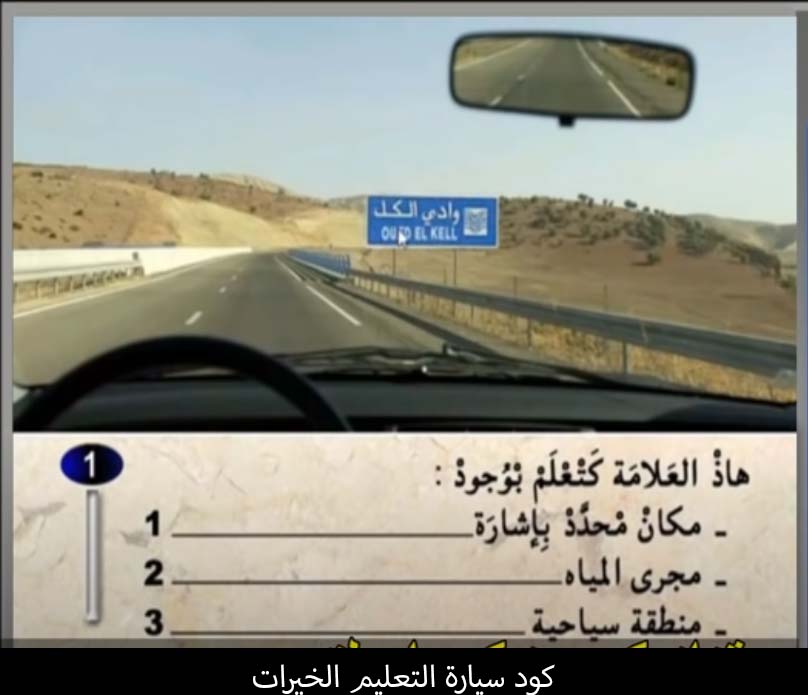 وادي الكل
OUED EL KELL
1
هاذْ العَلامَة كَتْعْلَمْ بْوُجودْ :
ـ مكانْ مْحدَّدْ بِإشارَة 1
ـ مجرى المياه 2
ـ منطقة سياحية 3
كود سيارة التعليم الخيرات